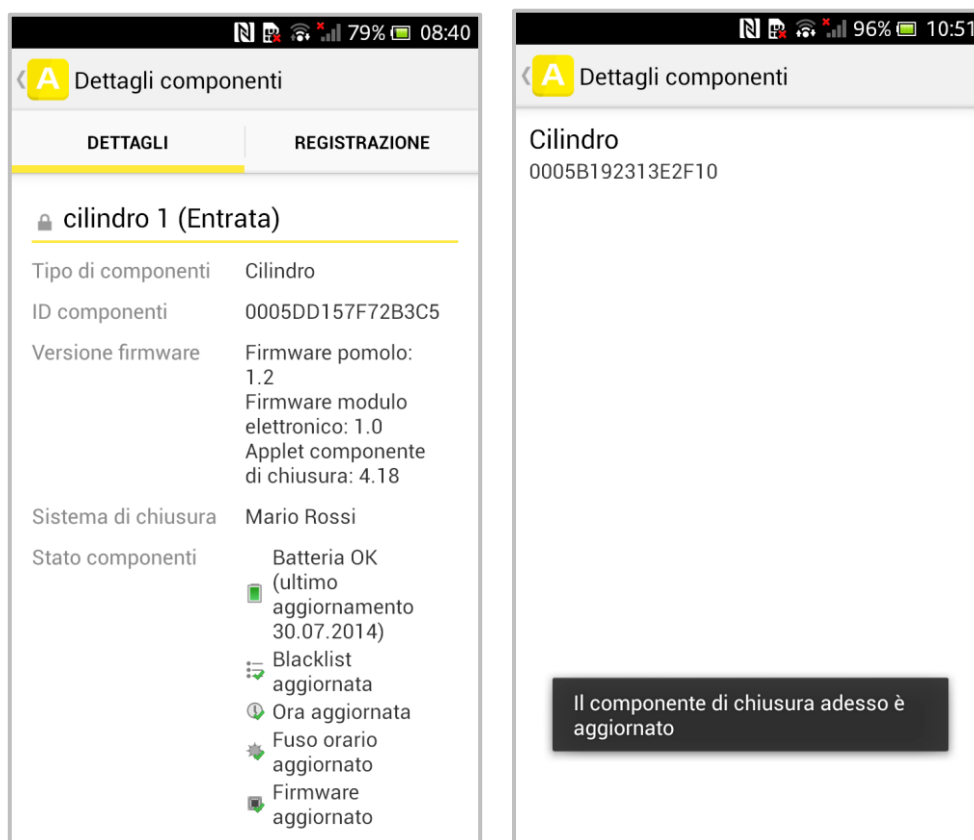 79% 08:40
A Dettagli componenti
DETTAGLI REGISTRAZIONE
cilindro 1 (Entrata)
Tipo di componenti Cilindro
ID componenti 0005DD157F72B3C5
Versione firmware Firmware pomolo:
1.2
Firmware modulo
elettronico: 1.0
Applet componente
di chiusura: 4.18
Sistema di chiusura Mario Rossi
Stato componenti Batteria OK
(ultimo
aggiornamento
30.07.2014)
Blacklist
aggiornata
Ora aggiornata
Fuso orario
aggiornato
Firmware
aggiornato
96% 10:51
A Dettagli componenti
Cilindro
0005B192313E2F10
Il componente di chiusura adesso è
aggiornato